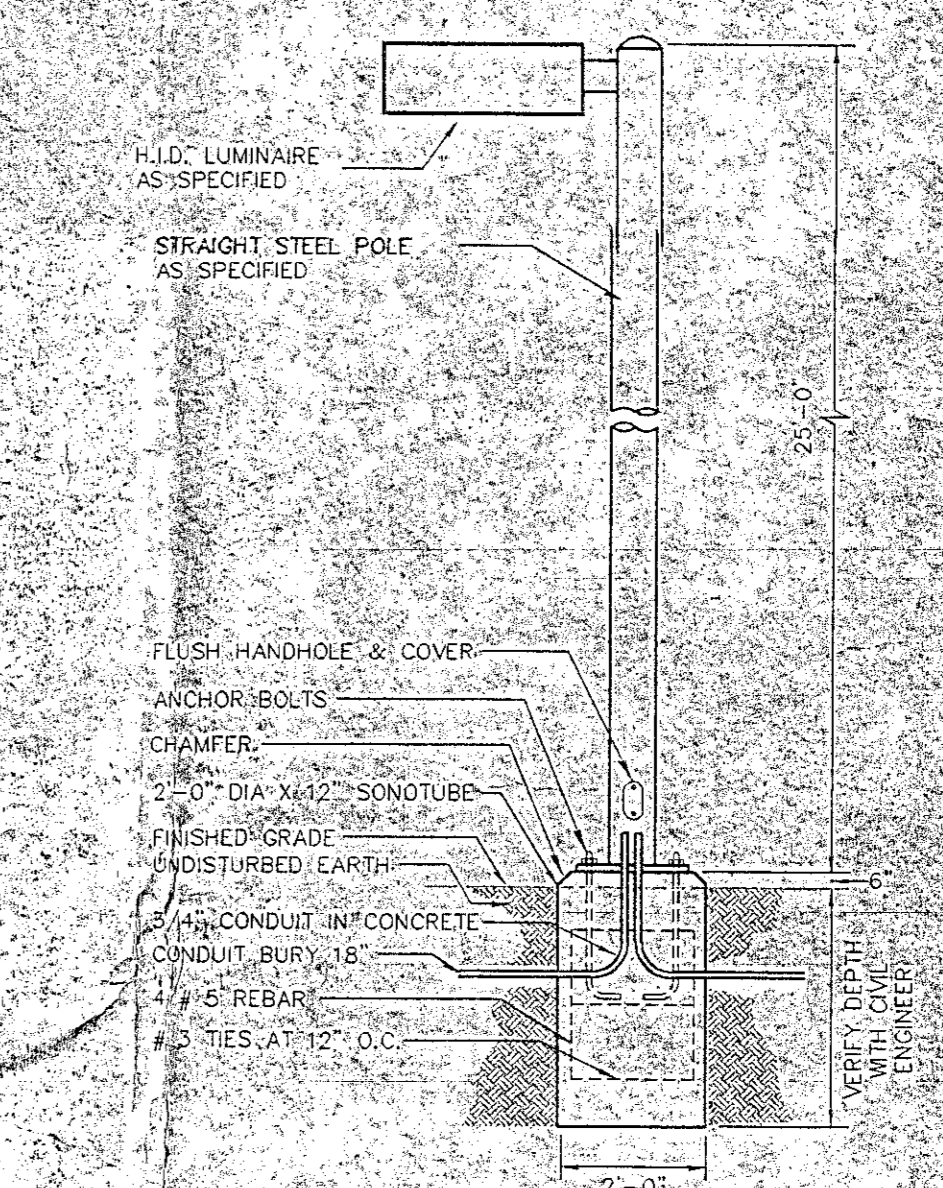 H.I.D. LUMINAIRE
AS SPECIFIED
STRAIGHT STEEL POLE
AS SPECIFIED
25'-0"
FLUSH HANDHOLE & COVER
ANCHOR BOLTS
CHAMFER
2'-0" DIA X 12" SONOTUBE
FINISHED GRADE
UNDISTURBED EARTH
6"
3/4" CONDUIT IN CONCRETE
CONDUIT BURY 18"
4 # 5 REBAR
# 3 TIES AT 12" O.C.
VERIFY DEPTH
WITH CIVIL
ENGINEER
2'-0"